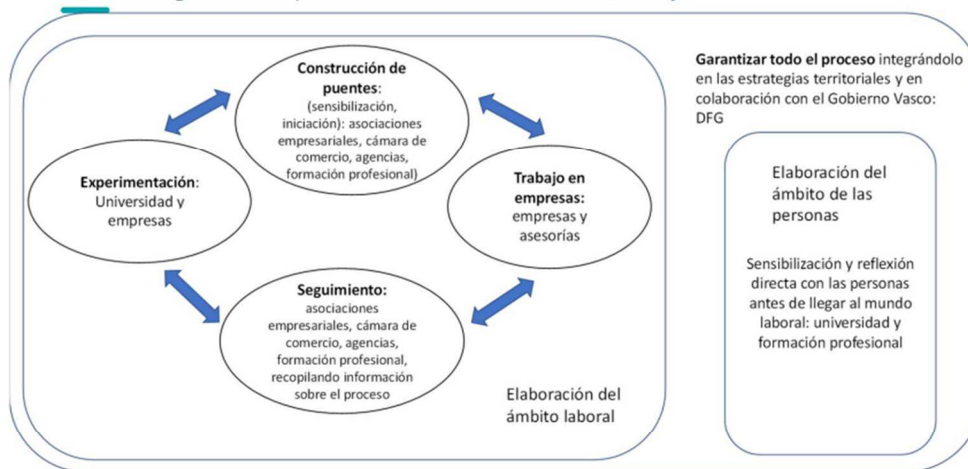 Construcción de
puentes:
(sensibilización,
iniciación): asociaciones
empresariales, cámara de
comercio, agencias,
formación profesional)
Experimentación:
Universidad y
empresas
Trabajo en
empresas:
empresas y
asesorías
Seguimiento:
asociaciones
empresariales, cámara de
comercio, agencias,
formación profesional,
recopilando información
sobre el proceso
Elaboración del
ámbito laboral
Garantizar todo el proceso integrándolo
en las estrategias territoriales y en
colaboración con el Gobierno Vasco:
DFG
Elaboración del
ámbito de las
personas
Sensibilización y reflexión
directa con las personas
antes de llegar al mundo
laboral: universidad y
formación profesional